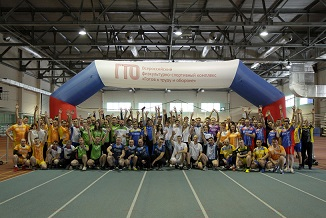 ГТО
Всероссийский
физкультурно-спортивный комплекс
«Готов к труду и обороне»